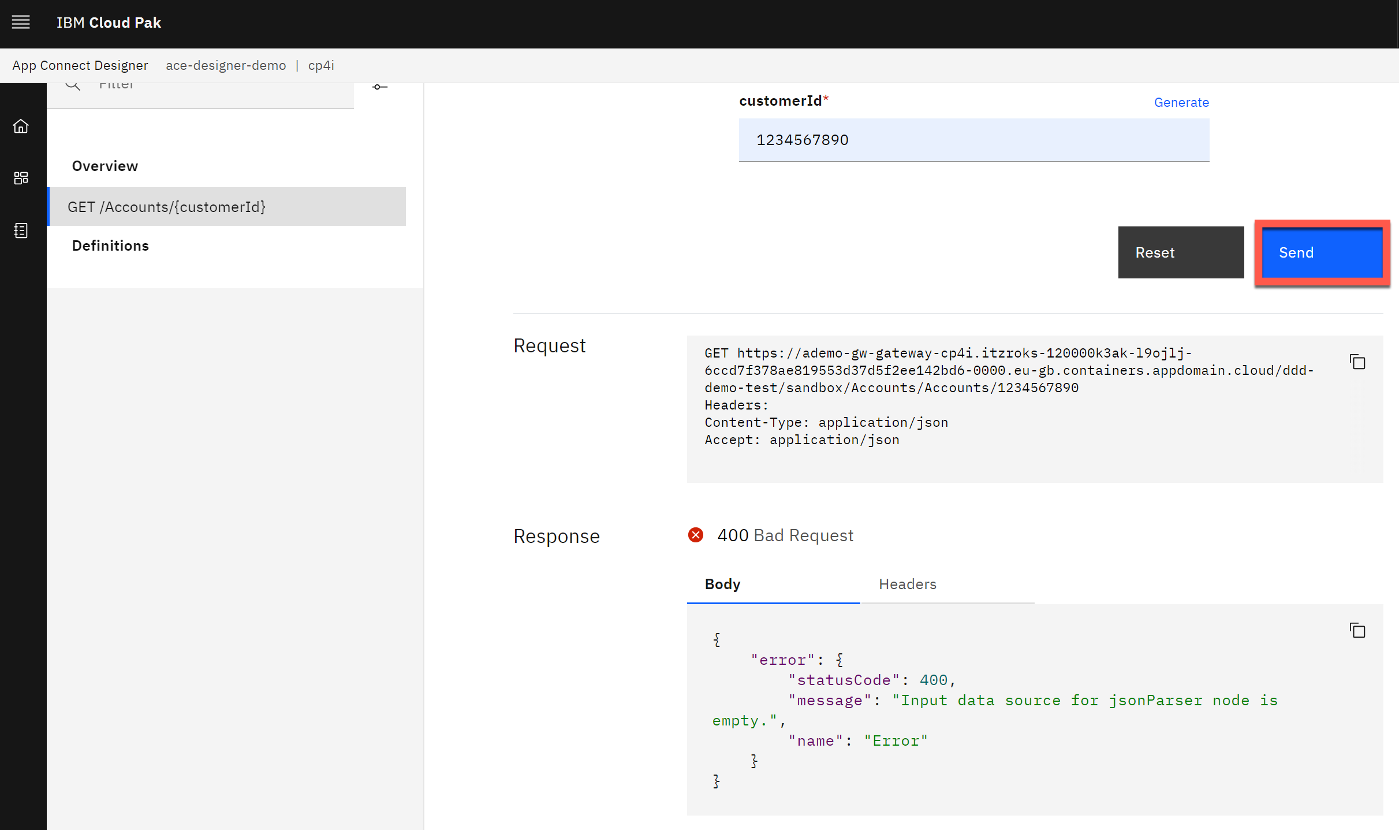 IBM Cloud Pak
App Connect Designer ace-designer-demo | cp4i
Filter
Overview
GET /Accounts/{customerId}
Definitions
customerId* Generate
1234567890
Reset Send
Request
GET https://ademo-gw-gateway-cp4i.itzroks-120000k3ak-l9ojlj-
6ccd7f378ae819553d37d5f2ee142bd6-0000.eu-gb.containers.appdomain.cloud/ddd-
demo-test/sandbox/Accounts/Accounts/1234567890
Headers:
Content-Type: application/json
Accept: application/json
Response
400 Bad Request
Body Headers
{
"error": {
"statusCode": 400,
"message": "Input data source for jsonParser node is
empty.",
"name": "Error"
}
}